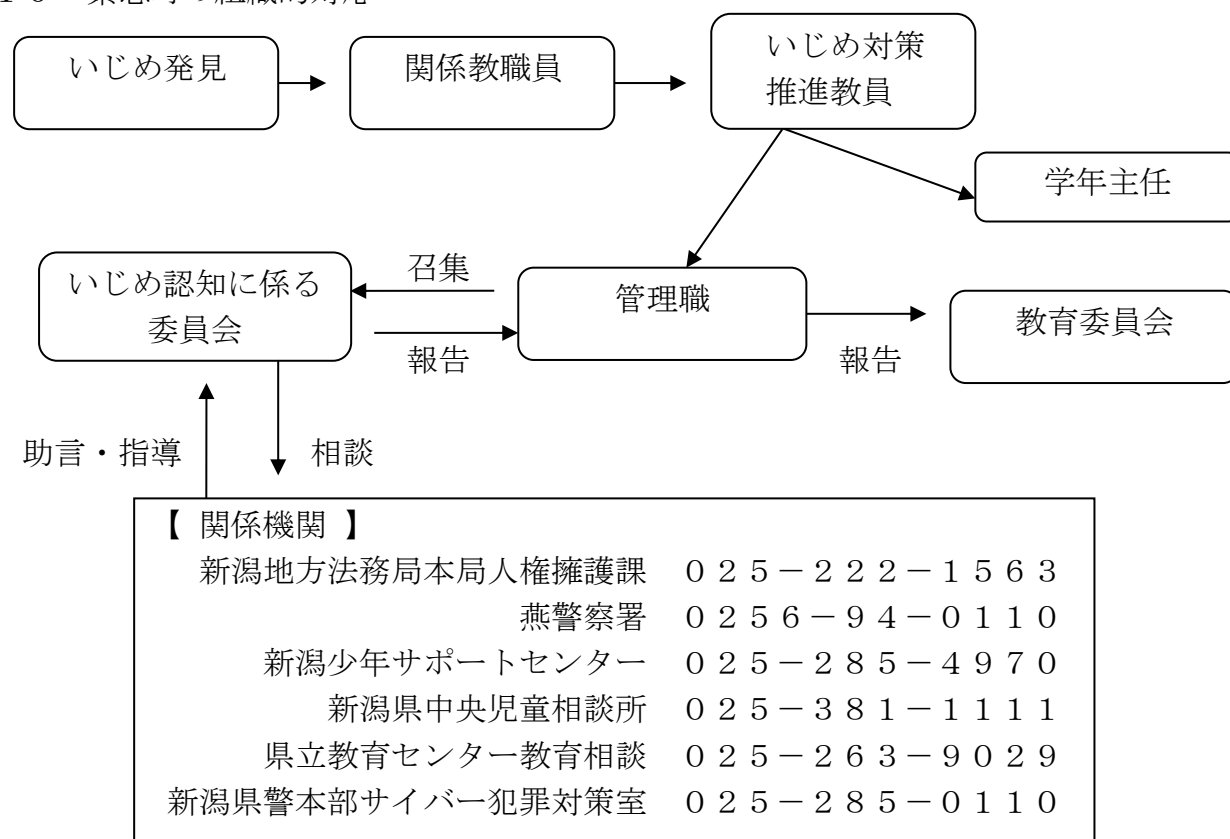 いじめ発見
関係教職員
いじめ対策
推進教員
学年主任
いじめ認知に係る
委員会
召集
報告
管理職
報告
教育委員会
助言・指導
相談
【 関係機関 】
新潟地方法務局本局人権擁護課 ０２５－２２２－１５６３
燕警察署 ０２５６－９４－０１１０
新潟少年サポートセンター ０２５－２８５－４９７０
新潟県中央児童相談所 ０２５－３８１－１１１１
県立教育センター教育相談 ０２５－２６３－９０２９
新潟県警本部サイバー犯罪対策室 ０２５－２８５－０１１０